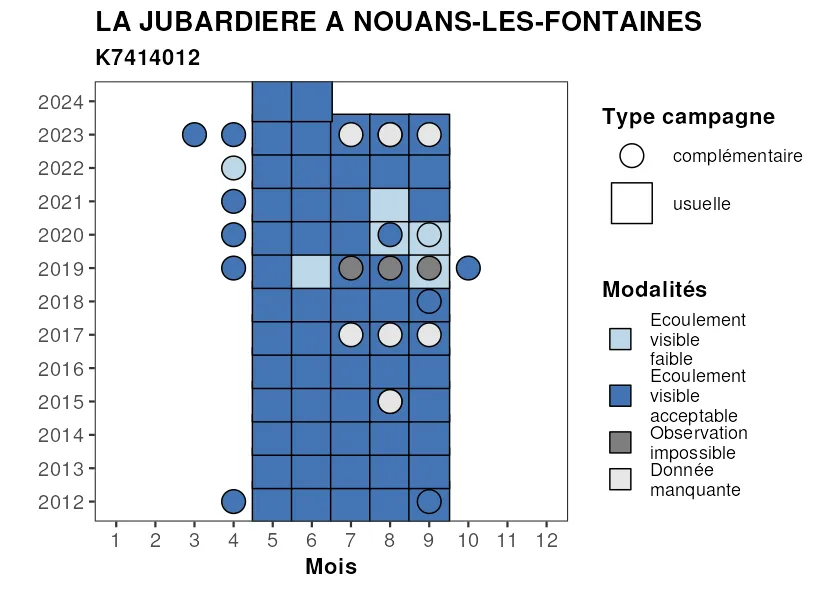 LA JUBARDIERE A NOUANS-LES-FONTAINES
K7414012
2024
2023
2022
2021
2020
2019
2018
2017
2016
2015
2014
2013
2012
1 2 3 4 5 6 7 8 9 10 11 12
Mois
Type campagne
complémentaire
usuelle
Modalités
Ecoulement
visible
faible
Ecoulement
visible
acceptable
Observation
impossible
Donnée
manquante